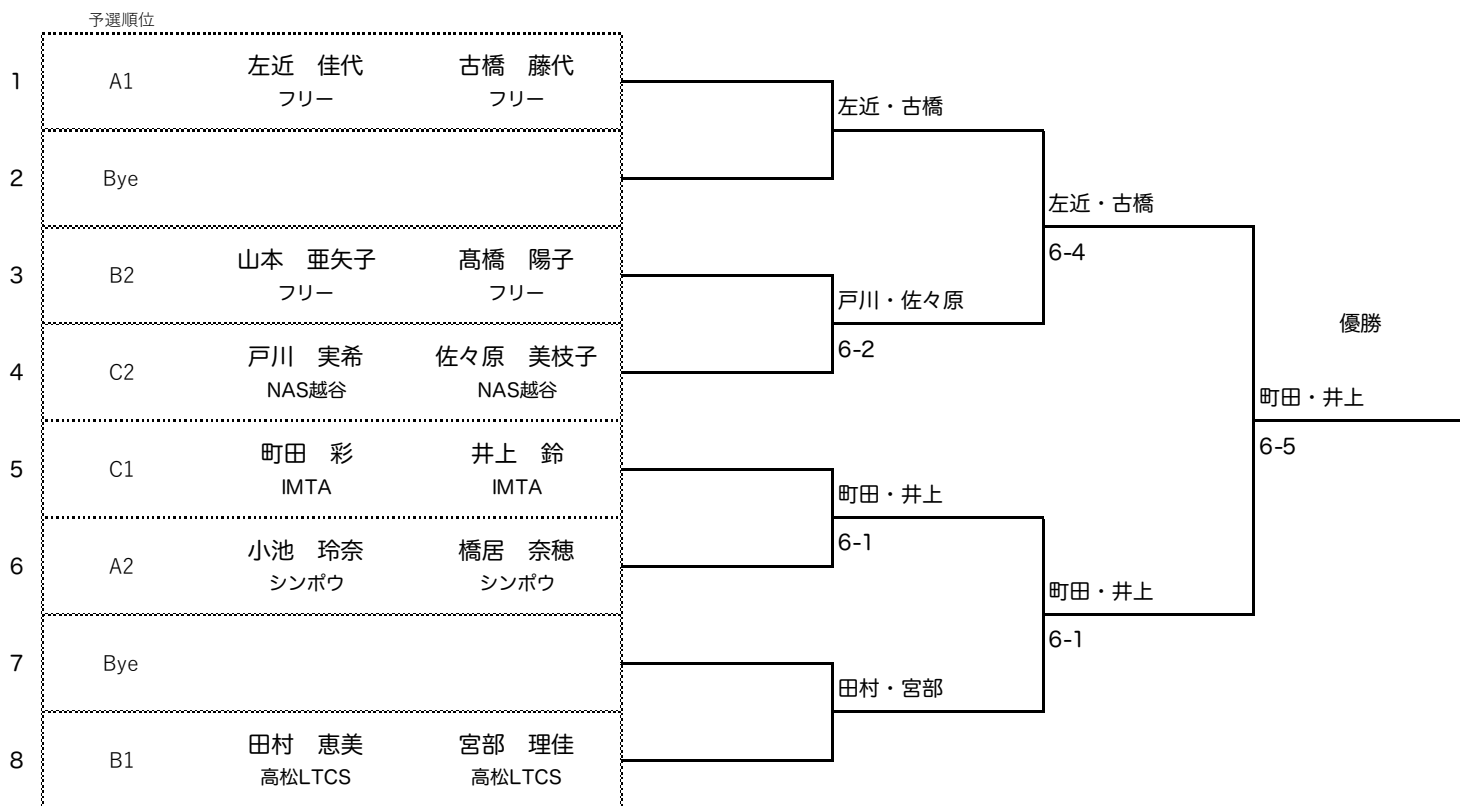 予選順位
1 A1 左近　佳代 古橋　藤代
フリー フリー
左近・古橋
2 Bye
左近・古橋
6-4
3 B2 山本　亜矢子 髙橋　陽子
フリー フリー
戸川・佐々原
6-2
優勝
4 C2 戸川　実希 佐々原　美枝子
NAS越谷 NAS越谷
町田・井上
6-5
5 C1 町田　彩 井上　鈴
IMTA IMTA
町田・井上
6-1
6 A2 小池　玲奈 橋居　奈穂
シンポウ シンポウ
町田・井上
6-1
7 Bye
田村・宮部
8 B1 田村　恵美 宮部　理佳
高松LTCS 高松LTCS